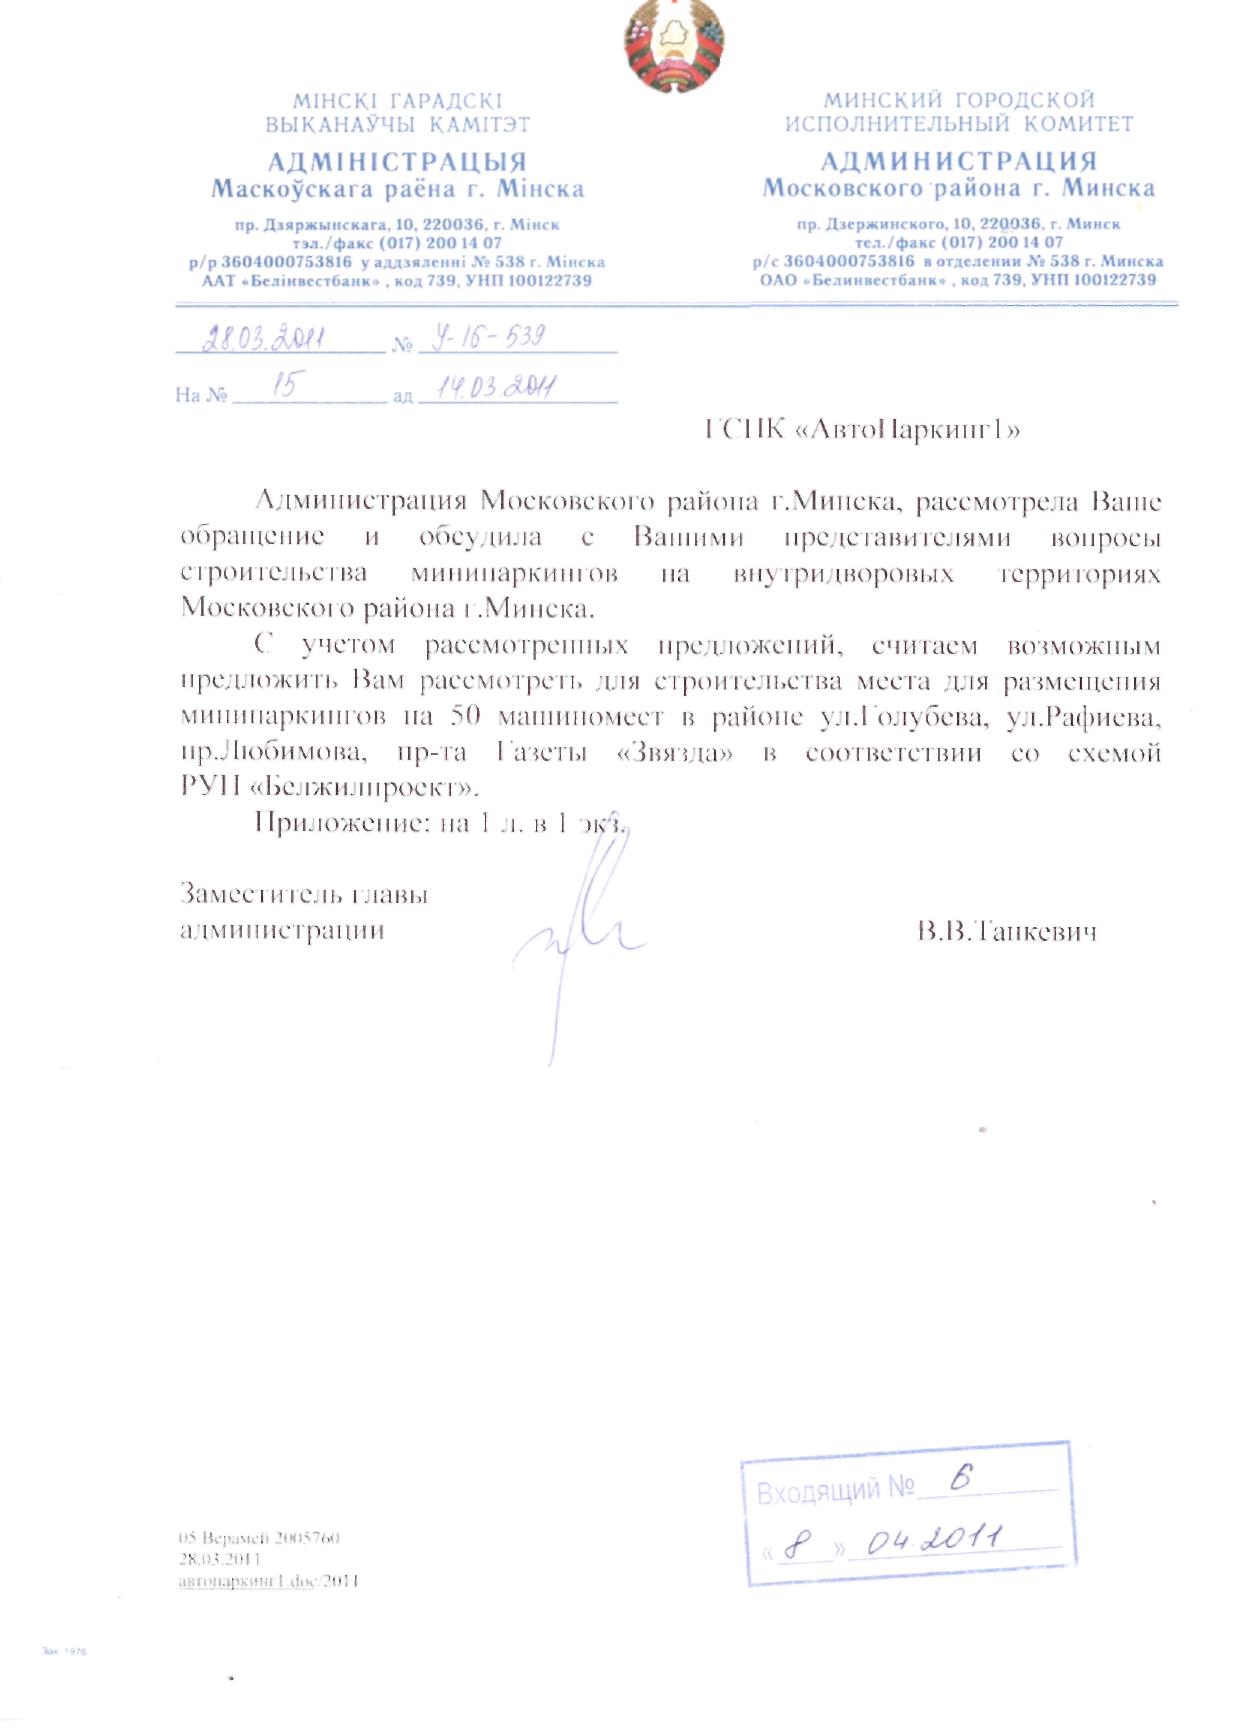 МІНСКІ ГАРАДСКІ
ВЫКАНАЎЧЫ КАМІТЭТ
АДМІНІСТРАЦЫЯ
Маскоўскага раёна г. Мінска
пр. Дзяржынскага, 10, 220036, г. Мінск
тэл./факс (017) 200 14 07
р/р 3604000753816 у аддзяленні № 538 г. Мінска
ААТ «Белінвестбанк» , код 739, УНП 100122739
МИНСКИЙ ГОРОДСКОЙ
ИСПОЛНИТЕЛЬНЫЙ КОМИТЕТ
АДМИНИСТРАЦИЯ
Московского района г. Минска
пр. Дзержинского, 10, 220036, г. Минск
тел./факс (017) 200 14 07
р/с 3604000753816 в отделении № 538 г. Минска
ОАО «Белинвестбанк» , код 739, УНП 100122739
28.03.2011 № У-16-539
На № 15 ад 14.03.2011
ГСПК «АвтоПаркинг1»
Администрация Московского района г.Минска, рассмотрела Ваше
обращение и обсудила с Вашими представителями вопросы
строительства минипаркингов на внутридворовых территориях
Московского района г.Минска.
С учетом рассмотренных предложений, считаем возможным
предложить Вам рассмотреть для строительства места для размещения
минипаркингов на 50 машиномест в районе ул.Голубева, ул.Рафиева,
пр.Любимова, пр-та Газеты «Звязда» в соответствии со схемой
РУП «Белжилпроект».
Приложение: на 1 л. в 1 экз.
Заместитель главы
администрации В.В.Танкевич
Входящий № 6
« 8 » 04.2011
05 Верамей 2005760
28.03.2011
автопаркинг1.doc/2011
Зак. 1976